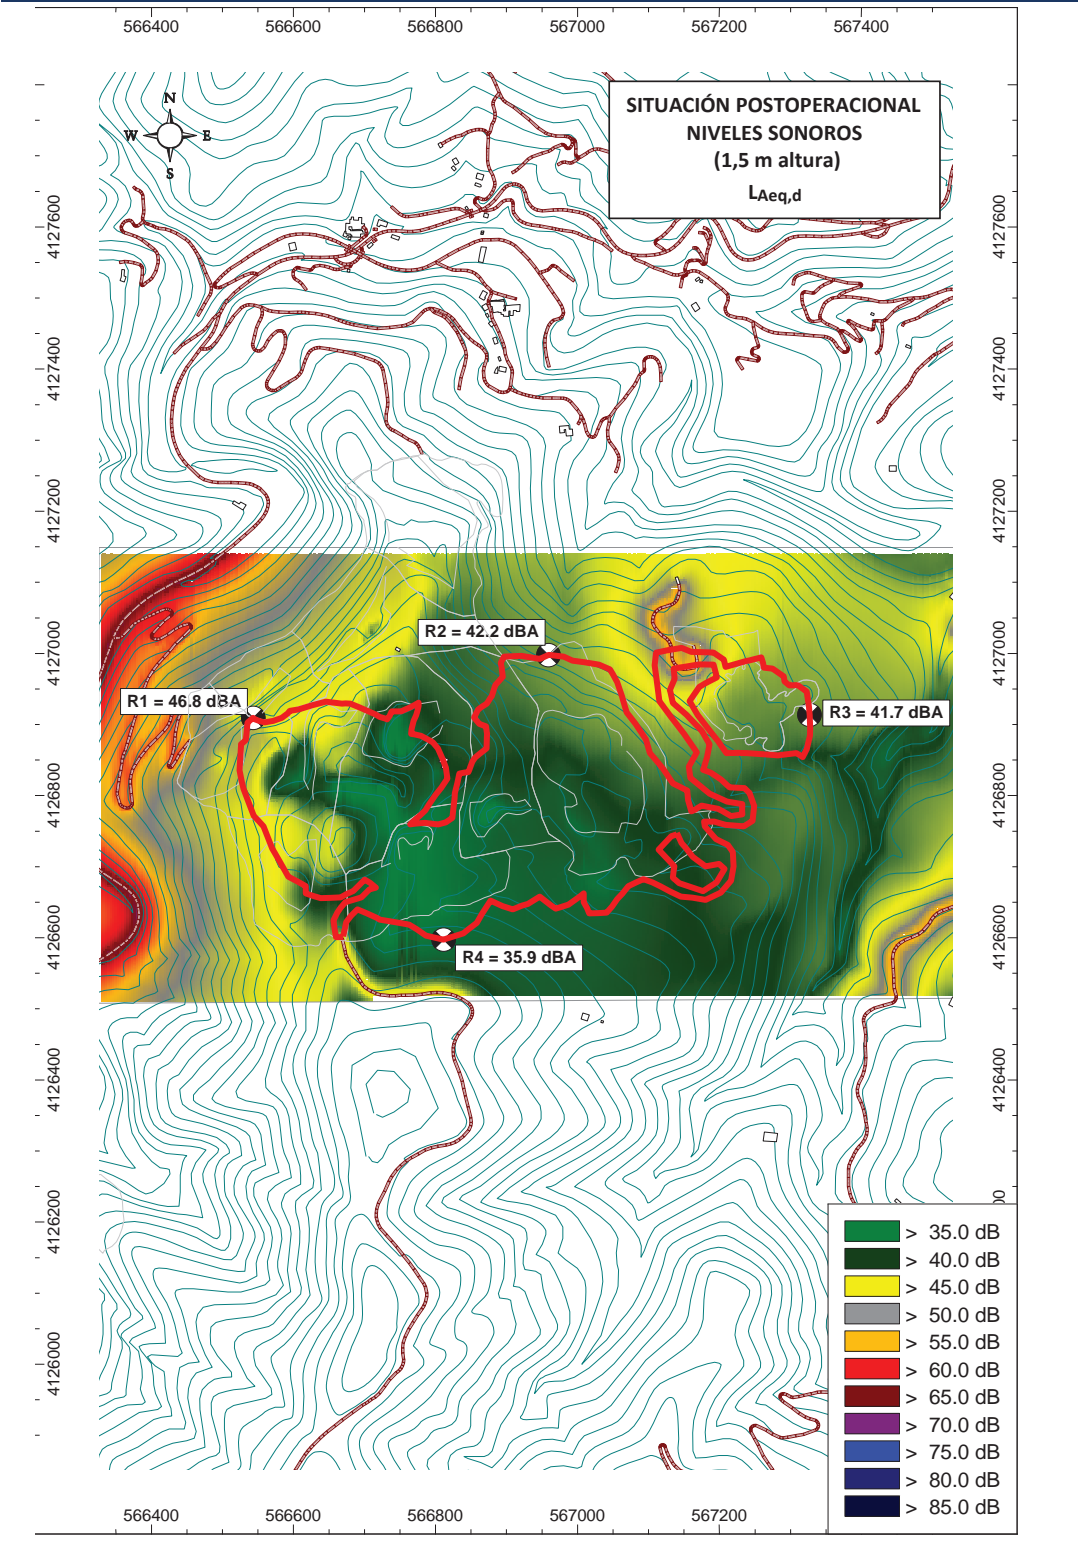 566400 566600 566800 567000 567200 567400
SITUACIÓN POSTOPERACIONAL
NIVELES SONOROS
(1,5 m altura)
LAeq,d
N
W E
S
4127600 4127600
4127400 4127400
4127200 4127200
4127000 4127000
4126800 4126800
4126600 4126600
4126400 4126400
4126200
4126000
R2 = 42.2 dBA
R1 = 46.8 dBA
R3 = 41.7 dBA
R4 = 35.9 dBA
> 35.0 dB
> 40.0 dB
> 45.0 dB
> 50.0 dB
> 55.0 dB
> 60.0 dB
> 65.0 dB
> 70.0 dB
> 75.0 dB
> 80.0 dB
> 85.0 dB
566400 566600 566800 567000 567200